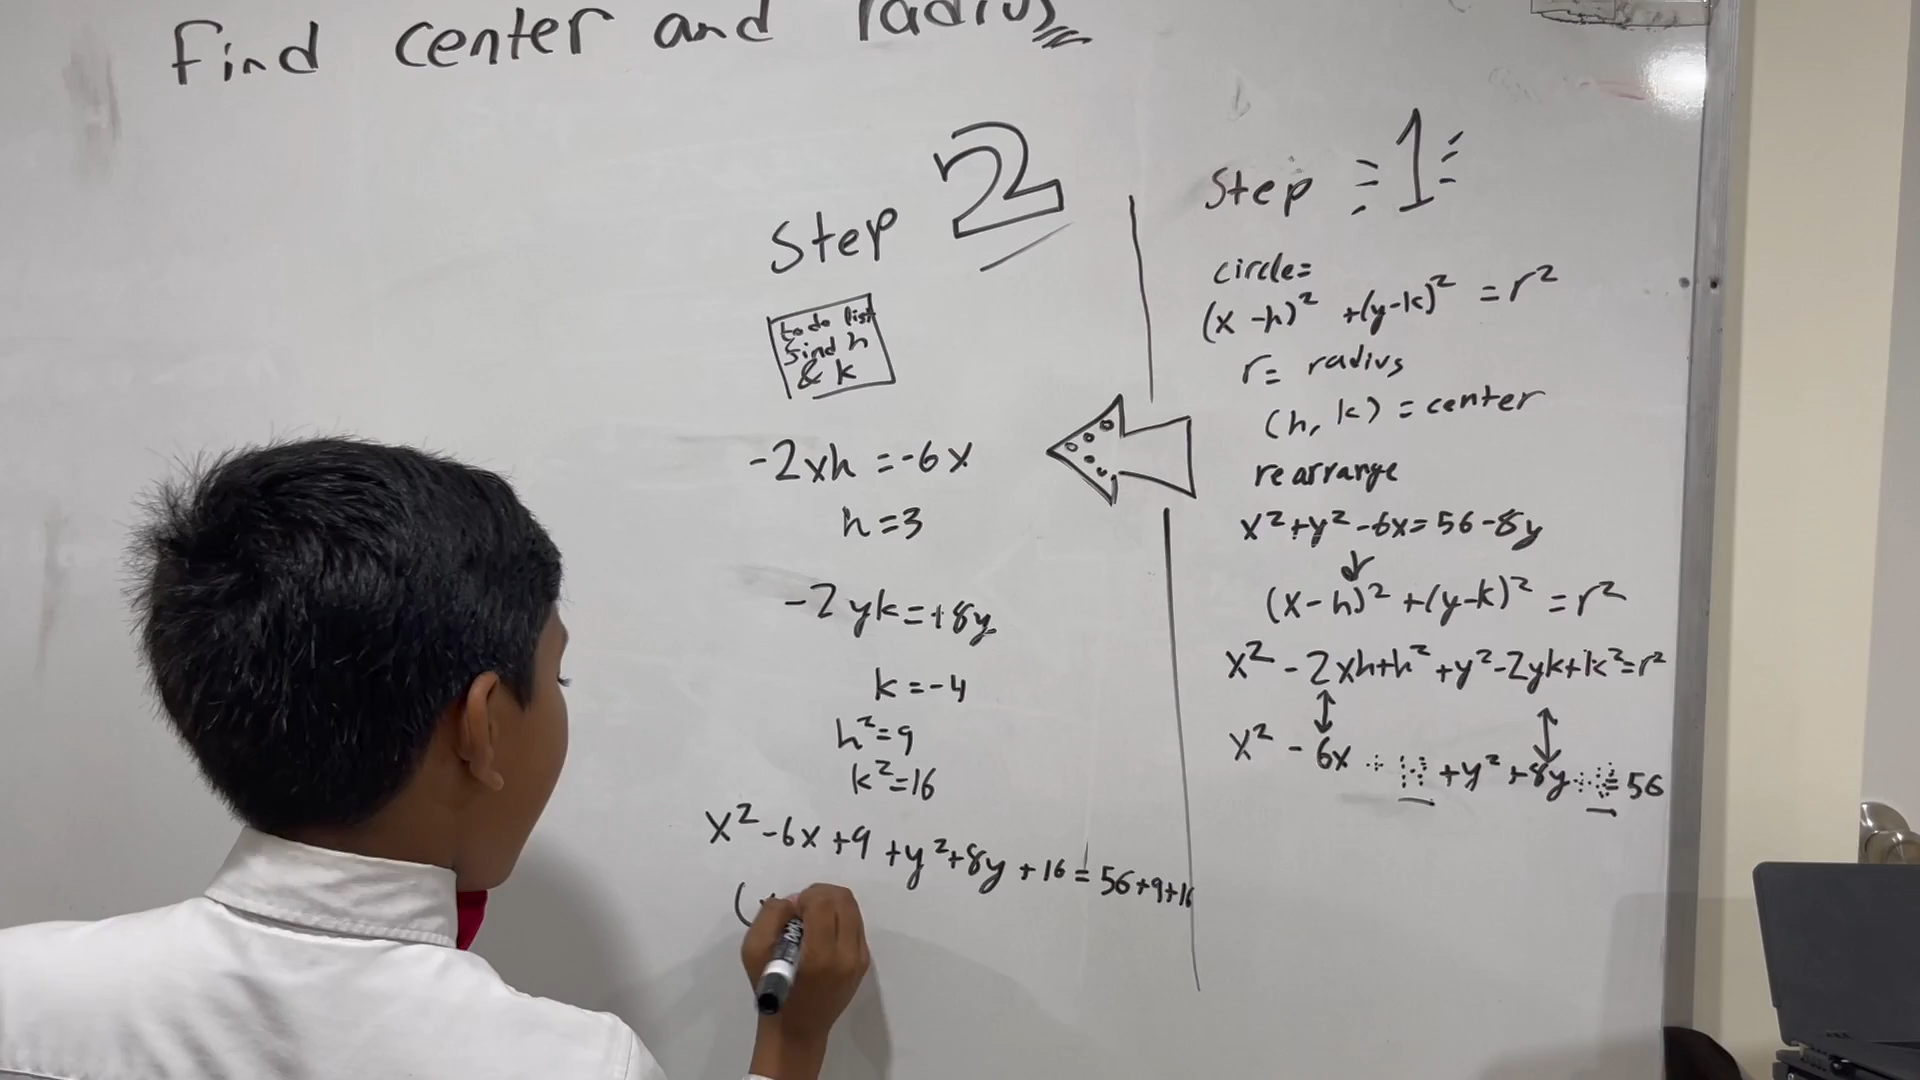 Find center and radius
Step 1
circle=
(x-h)² +(y-k)² = r²
r= radius
(h, k) = center
rearrange
x²+y²-6x=56-8y
(x-h)² +(y-k)² = r²
x² - 2xh+h² +y²-2yk+k²=r²
x² - 6x + +y² +8y = 56
Step 2
to do list
find h
& k
-2xh =-6x
h=3
-2yk=+8y
k=-4
h²=9
k²=16
x²-6x+9 +y²+8y+16 = 56+9+16
(